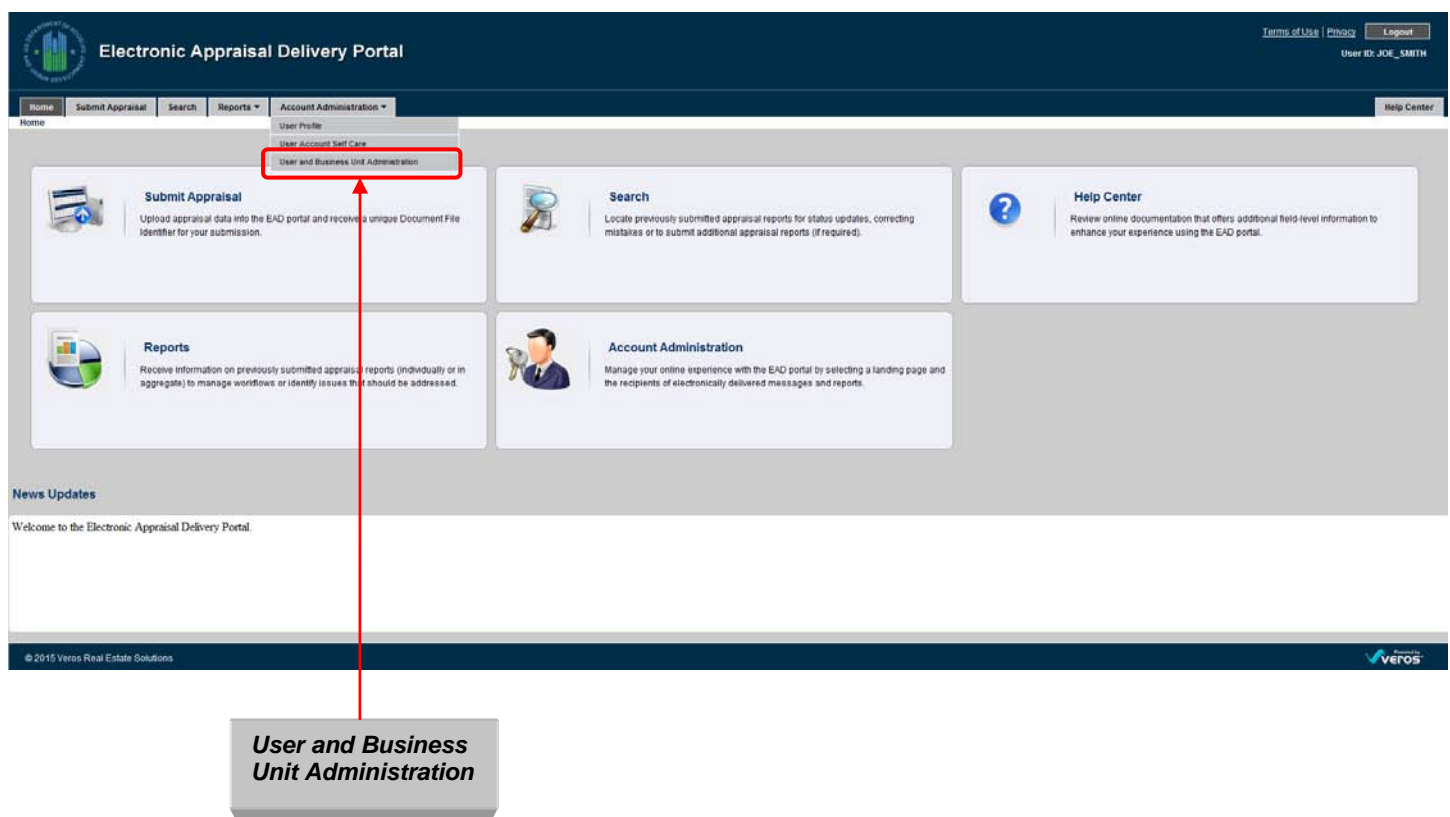 Electronic Appraisal Delivery Portal
Terms of Use | Privacy Logout
User ID: JOE_SMITH
Home Submit Appraisal Search Reports Account Administration Help Center
Home
User Profile
User Account Self Care
User and Business Unit Administration
Submit Appraisal
Upload appraisal data into the EAD portal and receive a unique Document File
Identifier for your submission.
Search
Locate previously submitted appraisal reports for status updates, correcting
mistakes or to submit additional appraisal reports (if required).
Help Center
Review online documentation that offers additional field-level information to
enhance your experience using the EAD portal.
Reports
Receive information on previously submitted appraisal reports (individually or in
aggregate) to manage workflows or identify issues that should be addressed.
Account Administration
Manage your online experience with the EAD portal by selecting a landing page and
the recipients of electronically delivered messages and reports.
News Updates
Welcome to the Electronic Appraisal Delivery Portal.
© 2015 Veros Real Estate Solutions
Powered by
veros
User and Business
Unit Administration